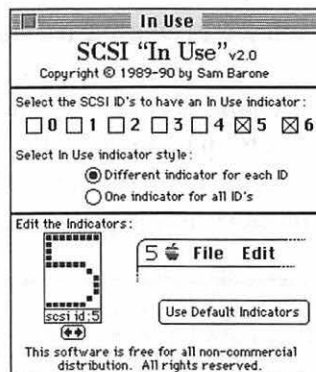 In Use
SCSI “In Use” v2.0
Copyright © 1989-90 by Sam Barone
Select the SCSI ID's to have an In Use indicator:
0 1 2 3 4 5 6
Select In Use indicator style:
Different indicator for each ID
One indicator for all ID's
Edit the Indicators:
5 File Edit
scsi id:5
Use Default Indicators
This software is free for all non-commercial
distribution. All rights reserved.